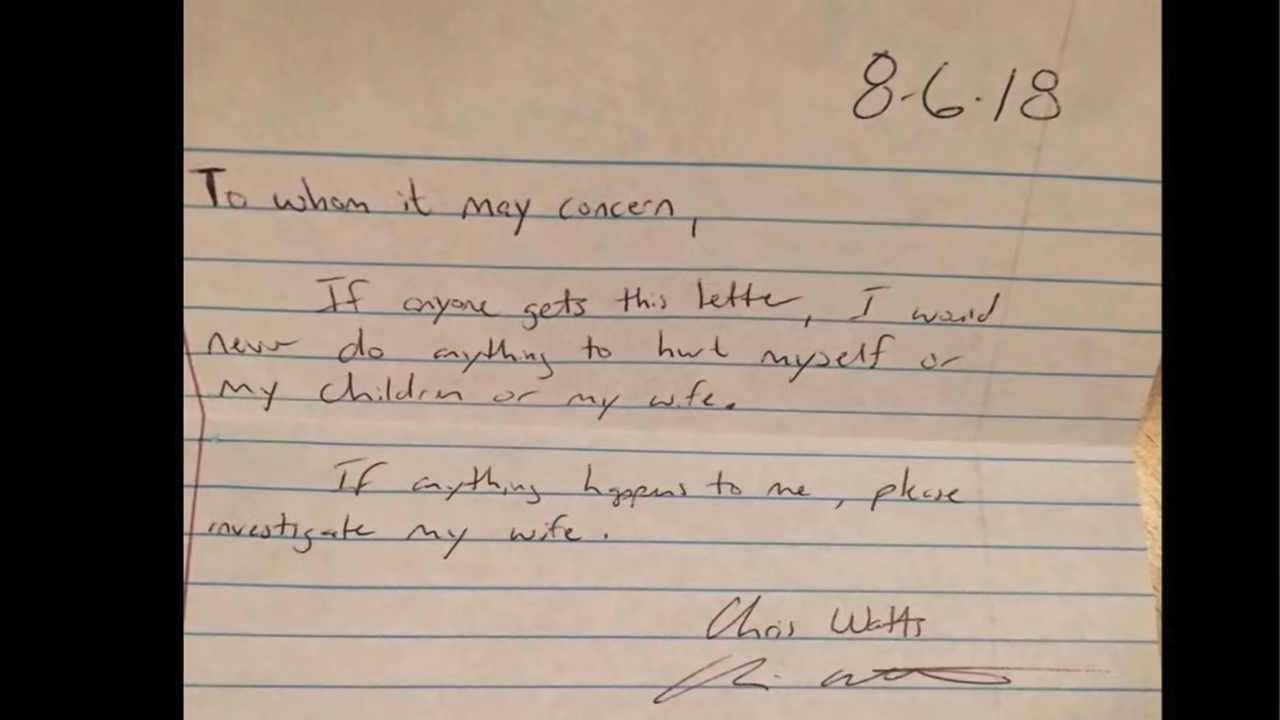 8.6.18
To whom it may concern,
If anyone gets this letter, I would
never do anything to hurt myself or
my children or my wife.
If anything happens to me, please
investigate my wife.
Chris Watts